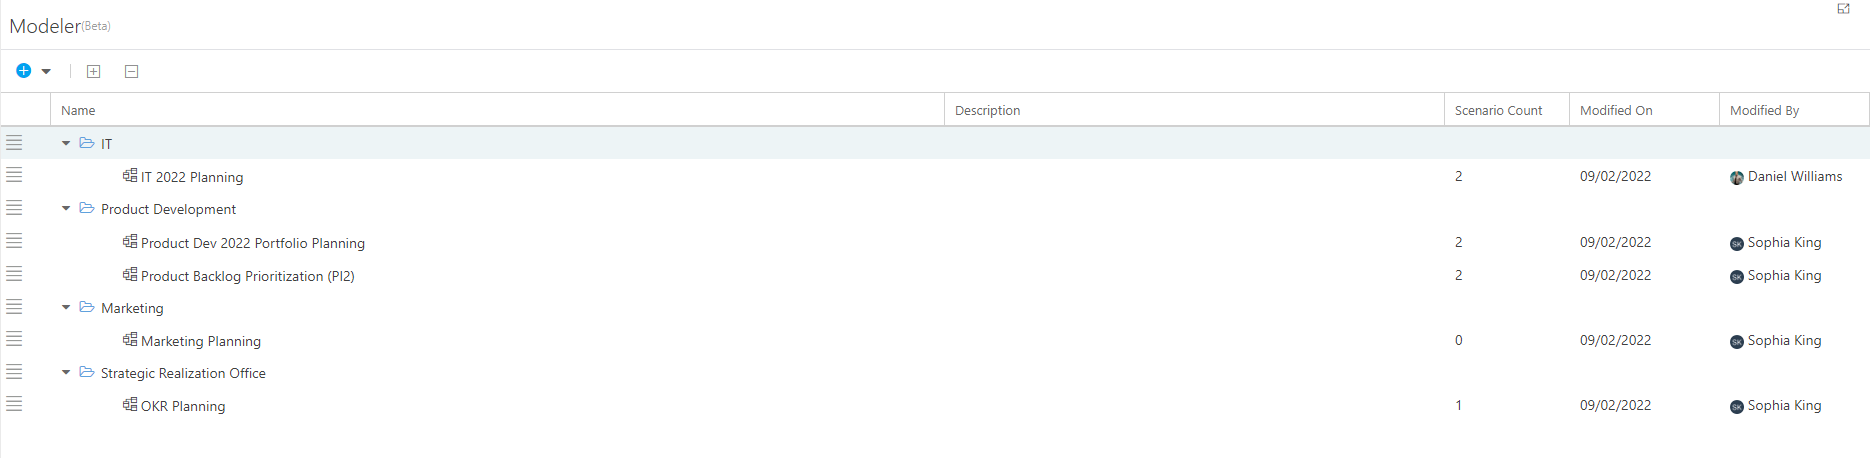 Modeler(Beta)
Name Description Scenario Count Modified On Modified By
IT
IT 2022 Planning 2 09/02/2022 Daniel Williams
Product Development
Product Dev 2022 Portfolio Planning 2 09/02/2022 SK Sophia King
Product Backlog Prioritization (PI2) 2 09/02/2022 SK Sophia King
Marketing
Marketing Planning 0 09/02/2022 SK Sophia King
Strategic Realization Office
OKR Planning 1 09/02/2022 SK Sophia King